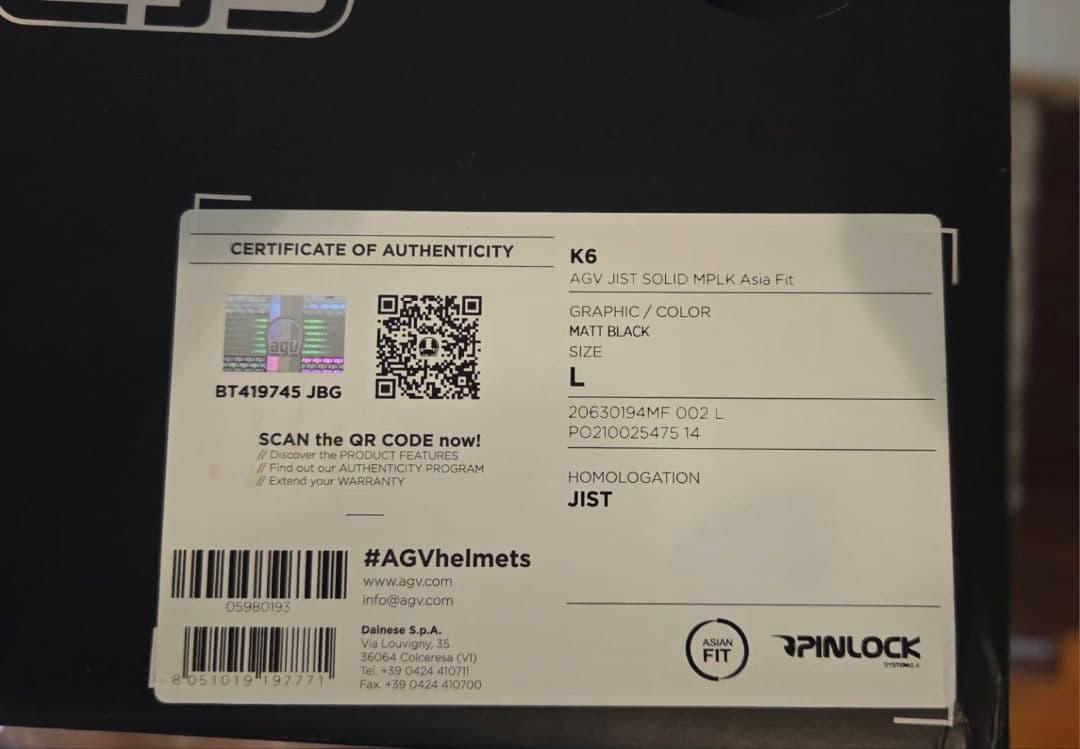 CERTIFICATE OF AUTHENTICITY
agv
BT419745 JBG
SCAN the QR CODE now!
// Discover the PRODUCT FEATURES
// Find out our AUTHENTICITY PROGRAM
// Extend your WARRANTY
05980193
8 051019 197771
#AGVhelmets
www.agv.com
info@agv.com
Dainese S.p.A.
Via Louvigny, 35
36064 Colceresa (VI)
Tel. +39 0424 410711
Fax. +39 0424 410700
K6
AGV JIST SOLID MPLK Asia Fit
GRAPHIC / COLOR
MATT BLACK
SIZE
L
20630194MF 002 L
PO210025475 14
HOMOLOGATION
JIST
ASIAN
FIT
PINLOCK